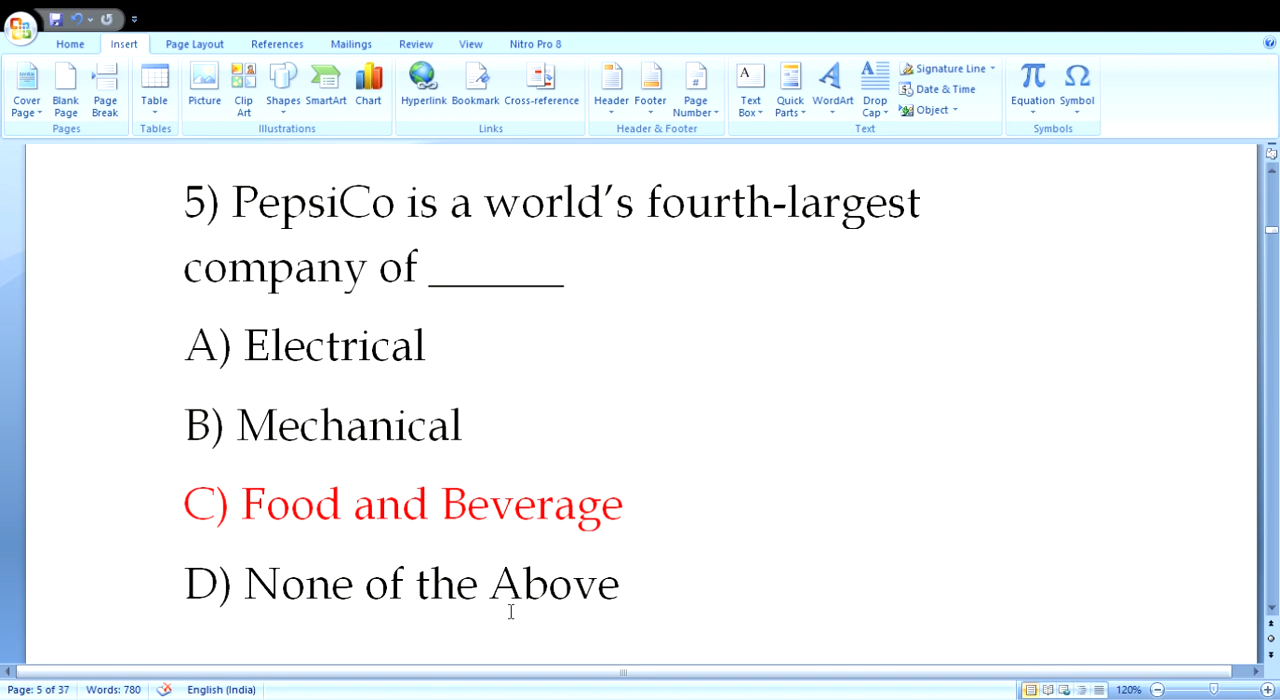 Home Insert Page Layout References Mailings Review View Nitro Pro 8
Cover Page Blank Page Page Break Table Picture Clip Art Shapes SmartArt Chart Hyperlink Bookmark Cross-reference Header Footer Page Number Text Box Quick Parts WordArt Drop Cap Signature Line Date & Time Object Equation Symbol
Pages Tables Illustrations Links Header & Footer Text Symbols
5) PepsiCo is a world’s fourth-largest
company of ______
A) Electrical
B) Mechanical
C) Food and Beverage
D) None of the Above
Page: 5 of 37 Words: 780 English (India) 120%